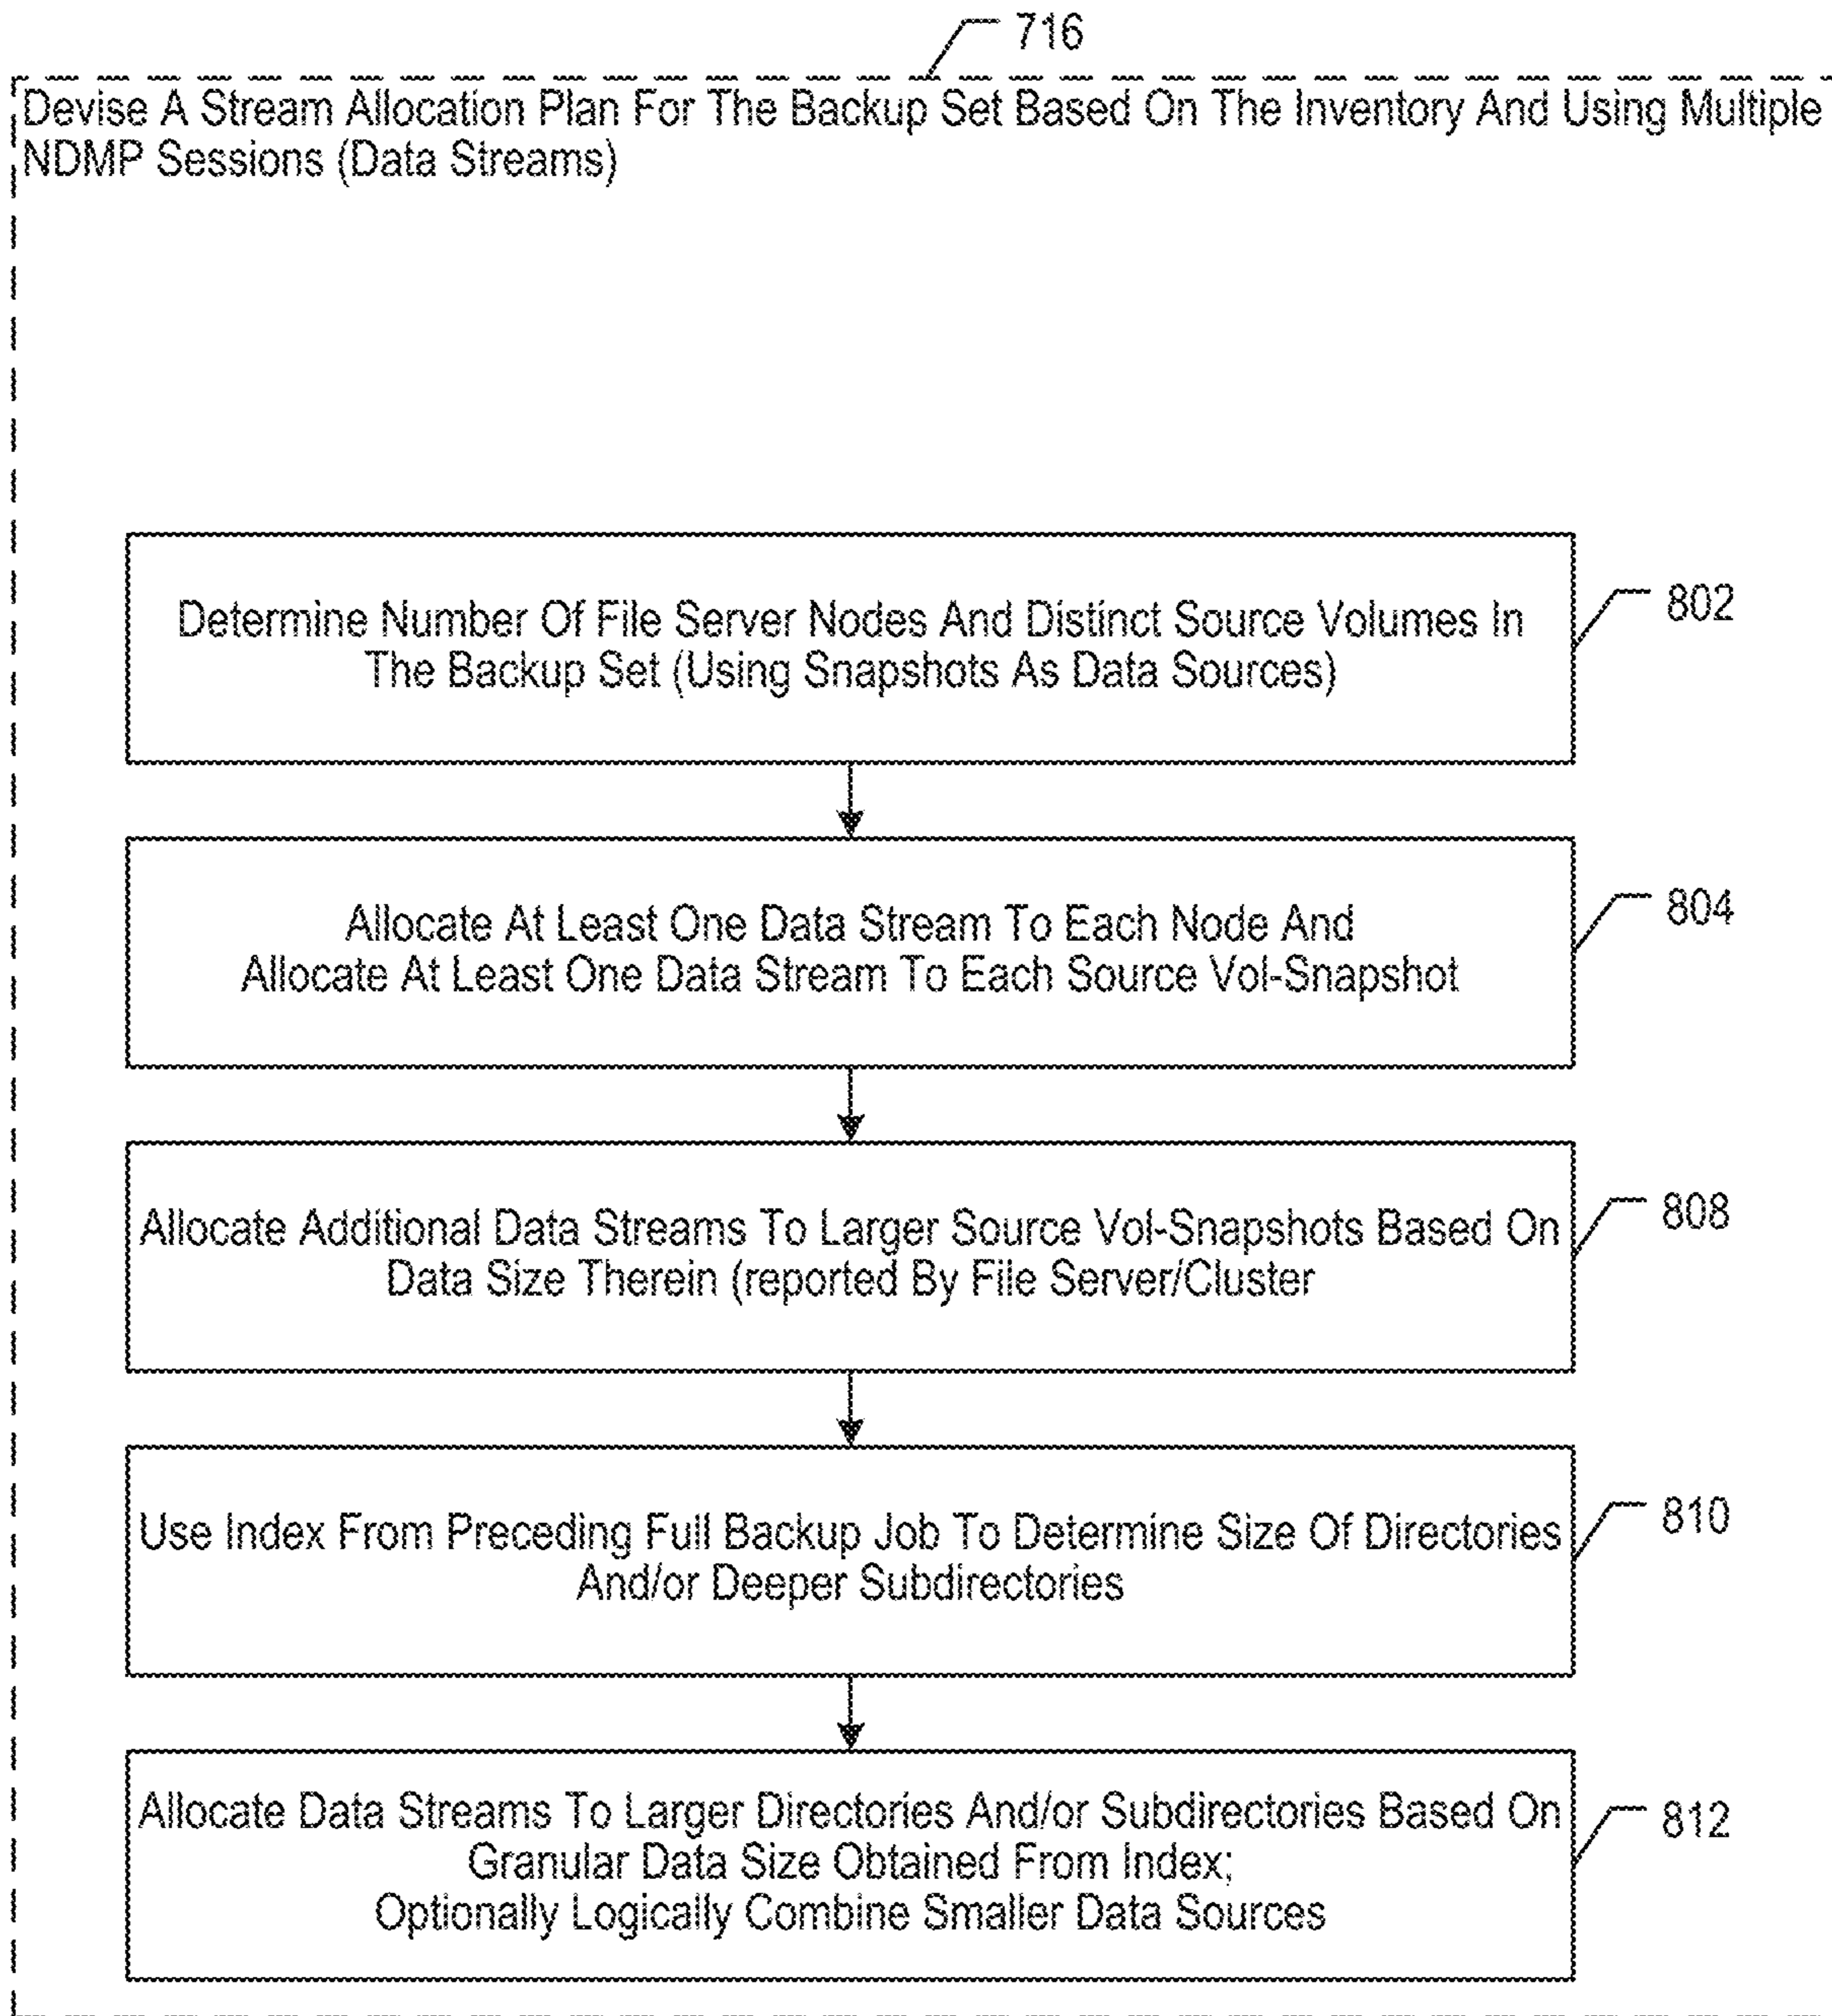 716
Devise A Stream Allocation Plan For The Backup Set Based On The Inventory And Using Multiple
NDMP Sessions (Data Streams)
Determine Number Of File Server Nodes And Distinct Source Volumes In
The Backup Set (Using Snapshots As Data Sources)
802
Allocate At Least One Data Stream To Each Node And
Allocate At Least One Data Stream To Each Source Vol-Snapshot
804
Allocate Additional Data Streams To Larger Source Vol-Snapshots Based On
Data Size Therein (reported By File Server/Cluster
808
Use Index From Preceding Full Backup Job To Determine Size Of Directories
And/or Deeper Subdirectories
810
Allocate Data Streams To Larger Directories And/or Subdirectories Based On
Granular Data Size Obtained From Index;
Optionally Logically Combine Smaller Data Sources
812